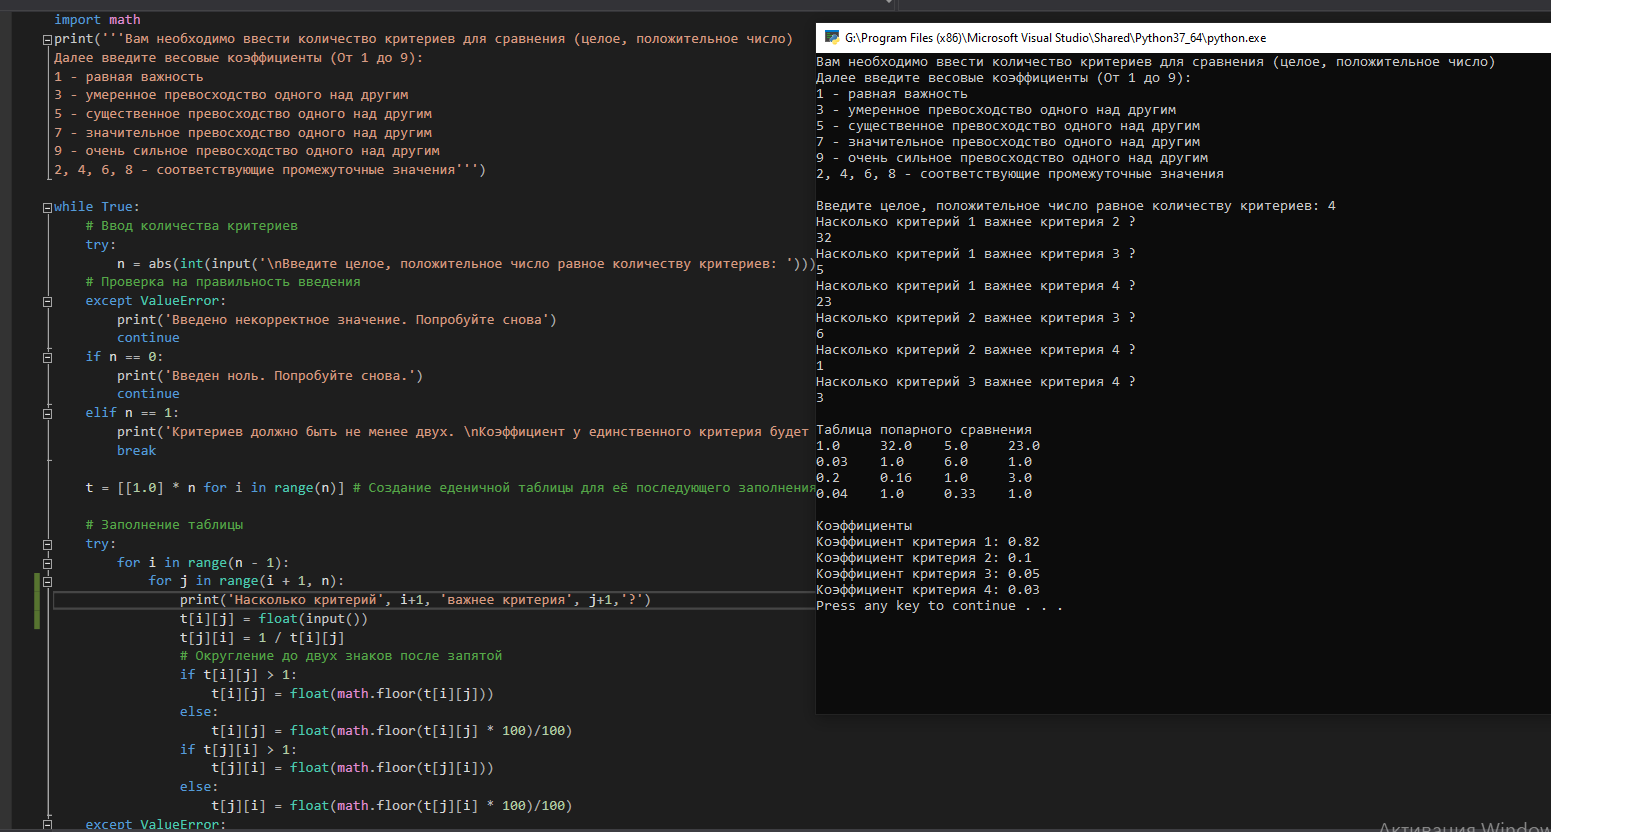 import math
print('''Вам необходимо ввести количество критериев для сравнения (целое, положительное число)
Далее введите весовые коэффициенты (От 1 до 9):
1 - равная важность
3 - умеренное превосходство одного над другим
5 - существенное превосходство одного над другим
7 - значительное превосходство одного над другим
9 - очень сильное превосходство одного над другим
2, 4, 6, 8 - соответствующие промежуточные значения''')
while True:
# Ввод количества критериев
try:
n = abs(int(input('\nВведите целое, положительное число равное количеству критериев: ')))
# Проверка на правильность введения
except ValueError:
print('Введено некорректное значение. Попробуйте снова')
continue
if n == 0:
print('Введен ноль. Попробуйте снова.')
continue
elif n == 1:
print('Критериев должно быть не менее двух. \nКоэффициент у единственного критерия будет
break
t = [[1.0] * n for i in range(n)] # Создание еденичной таблицы для её последующего заполнения
# Заполнение таблицы
try:
for i in range(n - 1):
for j in range(i + 1, n):
print('Насколько критерий', i+1, 'важнее критерия', j+1,'?')
t[i][j] = float(input())
t[j][i] = 1 / t[i][j]
# Округление до двух знаков после запятой
if t[i][j] > 1:
t[i][j] = float(math.floor(t[i][j]))
else:
t[i][j] = float(math.floor(t[i][j] * 100)/100)
if t[j][i] > 1:
t[j][i] = float(math.floor(t[j][i]))
else:
t[j][i] = float(math.floor(t[j][i] * 100)/100)
except ValueError:
G:\Program Files (x86)\Microsoft Visual Studio\Shared\Python37_64\python.exe
Вам необходимо ввести количество критериев для сравнения (целое, положительное число)
Далее введите весовые коэффициенты (От 1 до 9):
1 - равная важность
3 - умеренное превосходство одного над другим
5 - существенное превосходство одного над другим
7 - значительное превосходство одного над другим
9 - очень сильное превосходство одного над другим
2, 4, 6, 8 - соответствующие промежуточные значения
Введите целое, положительное число равное количеству критериев: 4
Насколько критерий 1 важнее критерия 2 ?
32
Насколько критерий 1 важнее критерия 3 ?
5
Насколько критерий 1 важнее критерия 4 ?
23
Насколько критерий 2 важнее критерия 3 ?
6
Насколько критерий 2 важнее критерия 4 ?
1
Насколько критерий 3 важнее критерия 4 ?
3
Таблица попарного сравнения
1.0 32.0 5.0 23.0
0.03 1.0 6.0 1.0
0.2 0.16 1.0 3.0
0.04 1.0 0.33 1.0
Коэффициенты
Коэффициент критерия 1: 0.82
Коэффициент критерия 2: 0.1
Коэффициент критерия 3: 0.05
Коэффициент критерия 4: 0.03
Press any key to continue . . .
Активация Window